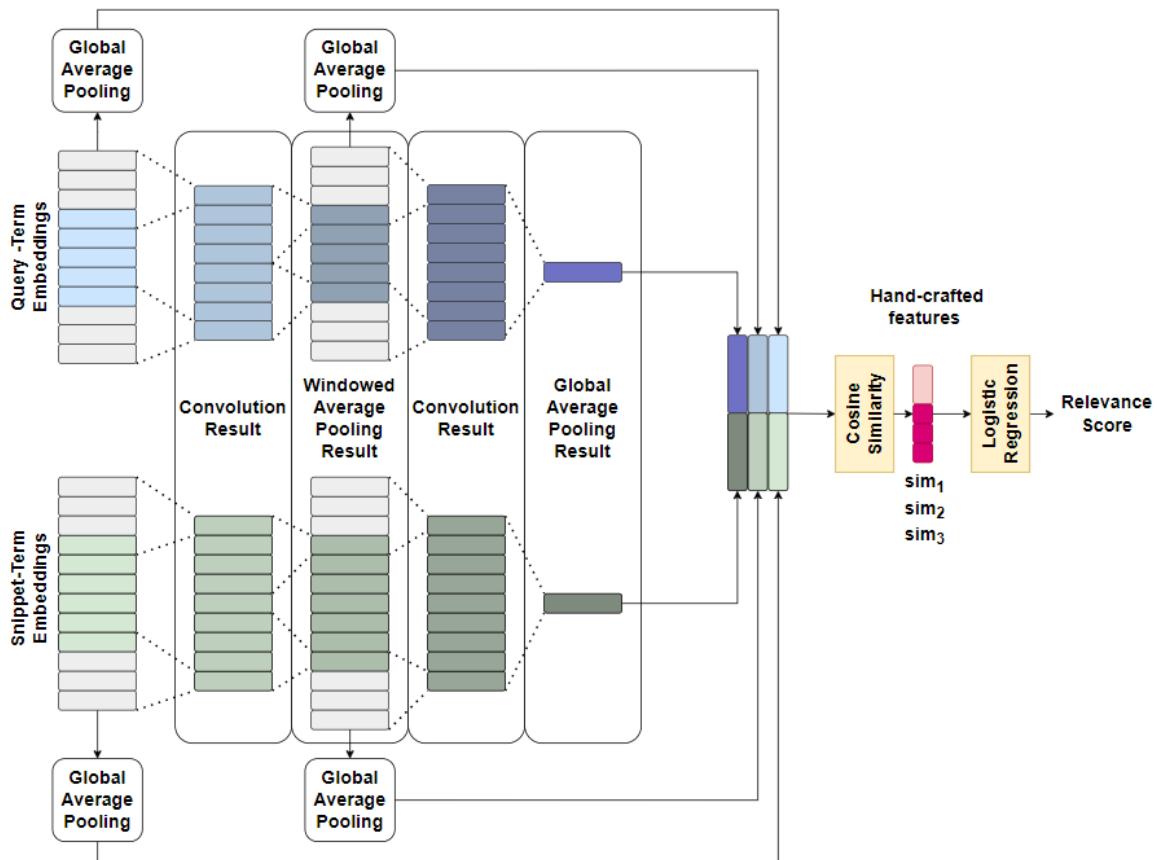 Global
Average
Pooling
Global
Average
Pooling
Query -Term
Embeddings
Convolution
Result
Windowed
Average
Pooling
Result
Convolution
Result
Global
Average
Pooling
Result
Hand-crafted
features
Cosine
Similarity
Logistic
Regression
Relevance
Score
sim1
sim2
sim3
Snippet-Term
Embeddings
Global
Average
Pooling
Global
Average
Pooling